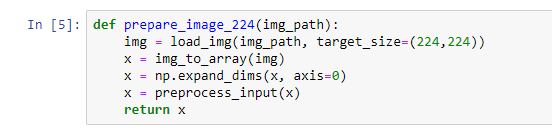 In [5]: def prepare_image_224(img_path):
    img = load_img(img_path, target_size=(224,224))
    x = img_to_array(img)
    x = np.expand_dims(x, axis=0)
    x = preprocess_input(x)
    return x